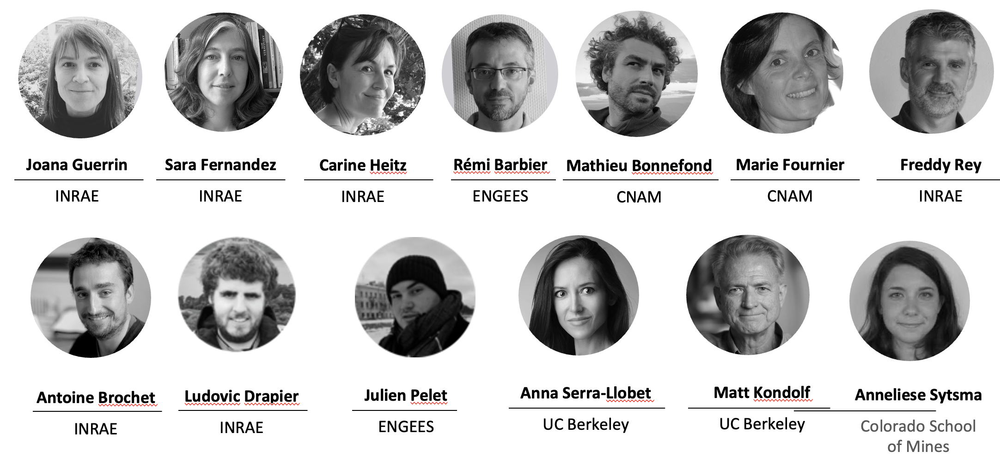 Joana Guerrin
Sara Fernandez
Carine Heitz
Rémi Barbier
Mathieu Bonnefond
Marie Fournier
Freddy Rey
INRAE
INRAE
INRAE
ENGEES
CNAM
CNAM
INRAE
Antoine Brochet
Ludovic Drapier
Julien Pelet
Anna Serra-Llobet
Matt Kondolf
Anneliese Sytsma
INRAE
INRAE
ENGEES
UC Berkeley
UC Berkeley
Colorado School
of Mines
STRAVINSKY